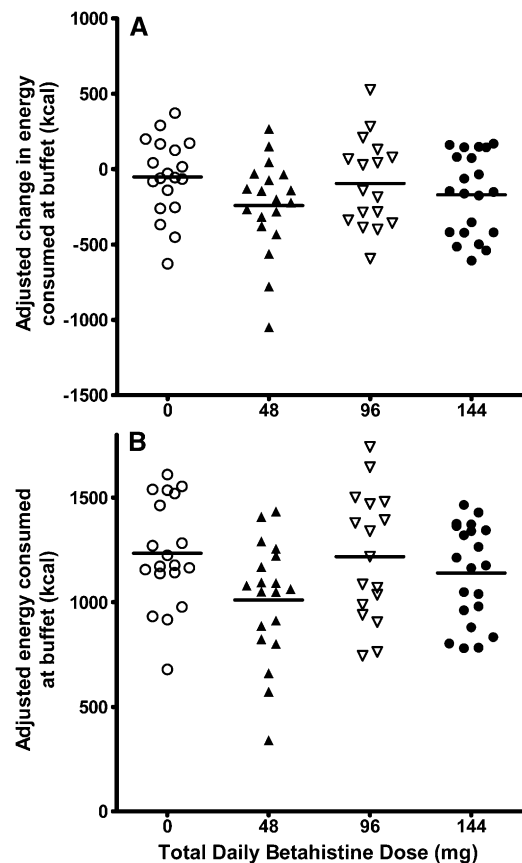 A
1000
500
0
-500
-1000
-1500
Adjusted change in energy
consumed at buffet (kcal)
0 48 96 144
B
1500
1000
500
0
Adjusted energy consumed
at buffet (kcal)
0 48 96 144
Total Daily Betahistine Dose (mg)